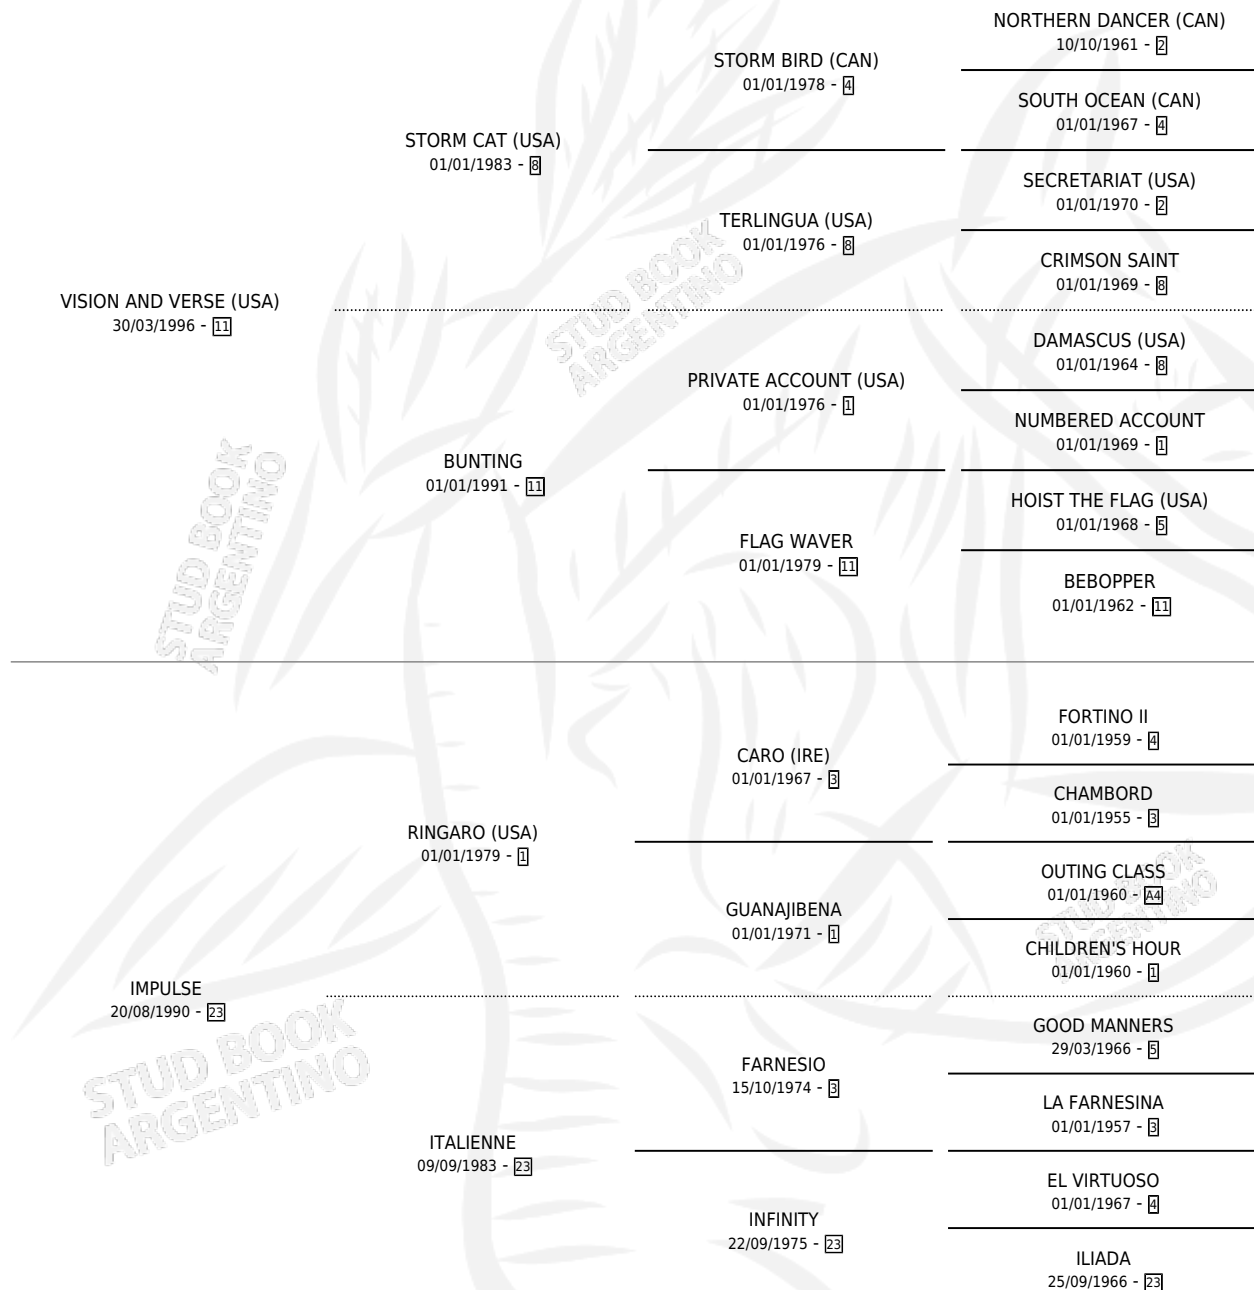 NORTHERN DANCER (CAN)
10/10/1961 - 2
STORM BIRD (CAN)
01/01/1978 - 4
SOUTH OCEAN (CAN)
01/01/1967 - 4
STORM CAT (USA)
01/01/1983 - 8
SECRETARIAT (USA)
01/01/1970 - 2
TERLINGUA (USA)
01/01/1976 - 8
CRIMSON SAINT
01/01/1969 - 8
VISION AND VERSE (USA)
30/03/1996 - 11
DAMASCUS (USA)
01/01/1964 - 8
PRIVATE ACCOUNT (USA)
01/01/1976 - 1
NUMBERED ACCOUNT
01/01/1969 - 1
BUNTING
01/01/1991 - 11
HOIST THE FLAG (USA)
01/01/1968 - 5
FLAG WAVER
01/01/1979 - 11
BEBOPPER
01/01/1962 - 11
FORTINO II
01/01/1959 - 4
CARO (IRE)
01/01/1967 - 3
CHAMBORD
01/01/1955 - 3
RINGARO (USA)
01/01/1979 - 1
OUTING CLASS
01/01/1960 - A4
GUANAJIBENA
01/01/1971 - 1
CHILDREN'S HOUR
01/01/1960 - 1
IMPULSE
20/08/1990 - 23
GOOD MANNERS
29/03/1966 - 5
FARNESIO
15/10/1974 - 3
LA FARNESINA
01/01/1957 - 3
ITALIENNE
09/09/1983 - 23
EL VIRTUOSO
01/01/1967 - 4
INFINITY
22/09/1975 - 23
ILIADA
25/09/1966 - 23
STUD BOOK
ARGENTINO
STUD BOOK
ARGENTINO
STUD BOOK
ARGENTINO
STUD BOOK
ARGENTINO